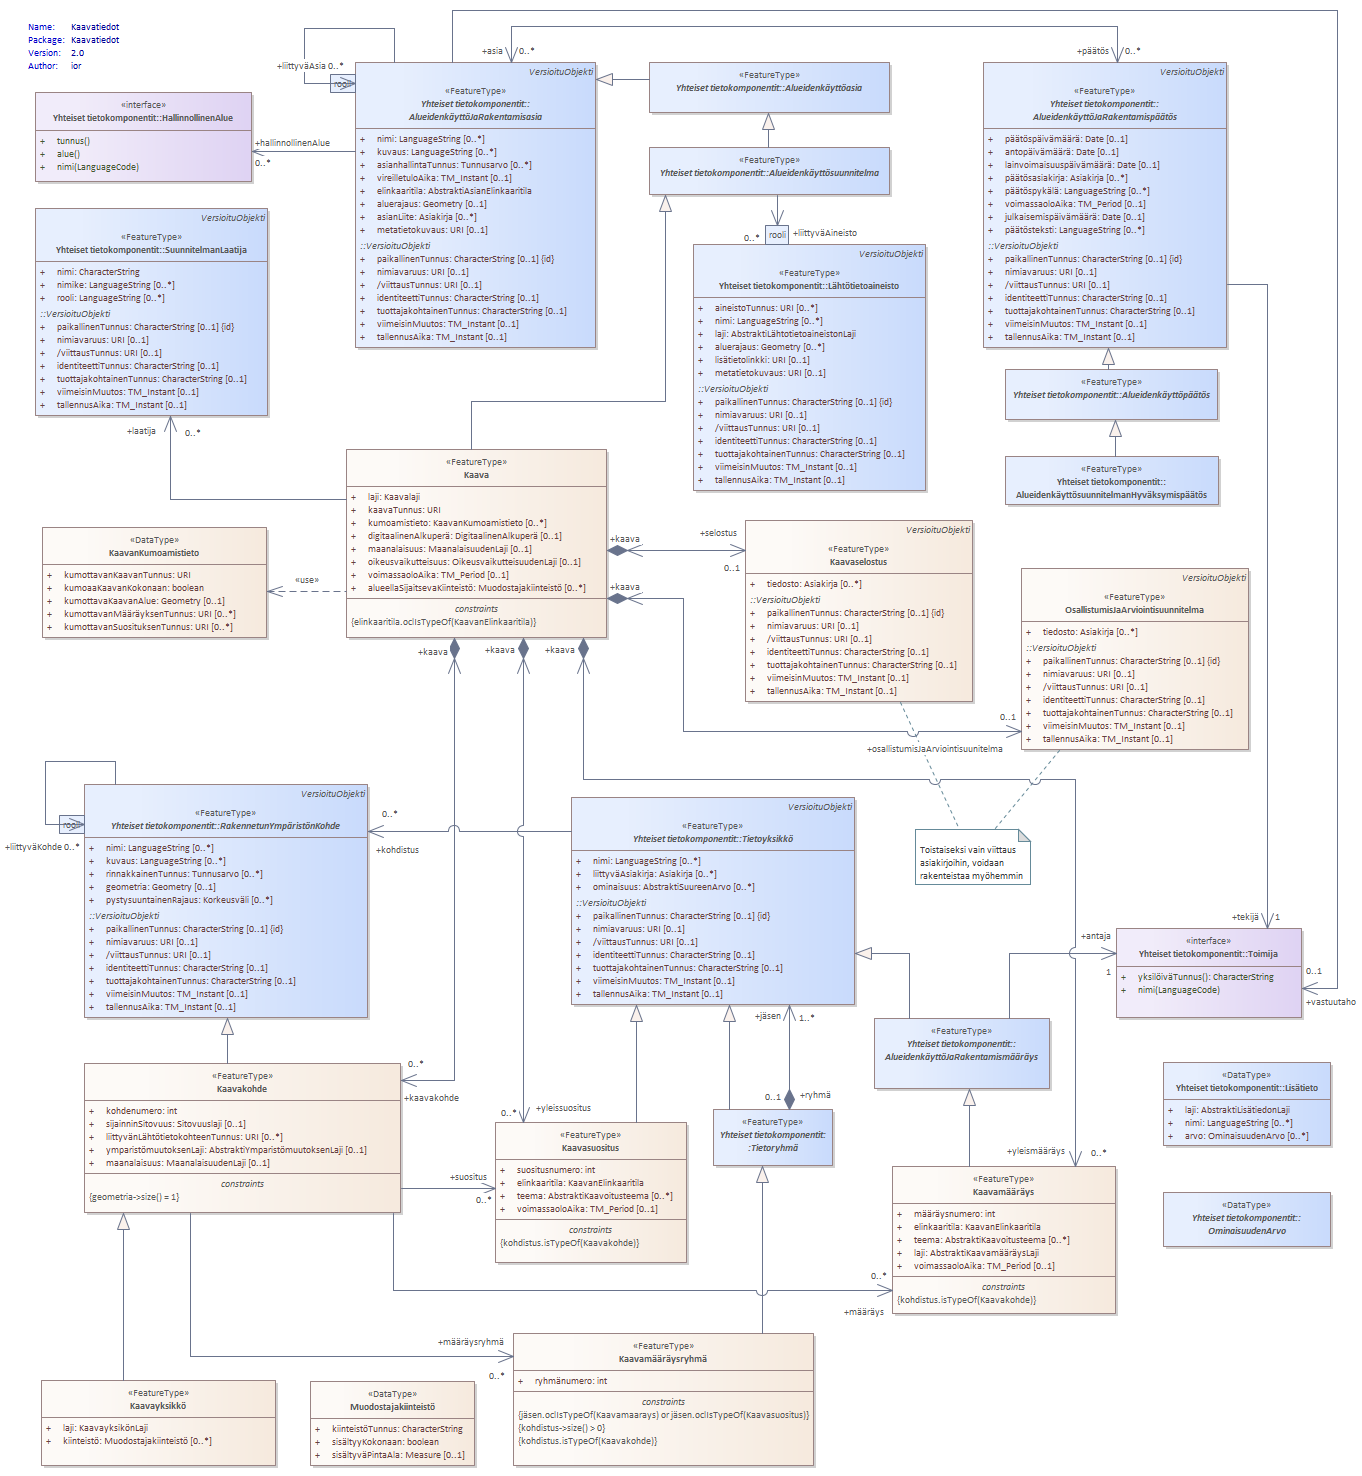 Name: Kaavatiedot
Package: Kaavatiedot
Version: 2.0
Author: ior
+liittyväAsia 0..*
rooli
+asia
0..*
+päätös
0..*
«interface»
Yhteiset tietokomponentit::HallinnollinenAlue
+ tunnus()
+ alue()
+ nimi(LanguageCode)
+hallinnollinenAlue
0..*
VersioituObjekti
«FeatureType»
Yhteiset tietokomponentit::
AlueidenkäyttöJaRakentamisasia
+ nimi: LanguageString [0..*]
+ kuvaus: LanguageString [0..*]
+ asianhallintaTunnus: Tunnusarvo [0..*]
+ vireilletuloAika: TM_Instant [0..1]
+ elinkaaritila: AbstraktiAsianElinkaaritila
+ aluerajaus: Geometry [0..1]
+ asianLiite: Asiakirja [0..*]
+ metatietokuvaus: URI [0..1]
::VersioituObjekti
+ paikallinenTunnus: CharacterString [0..1] {id}
+ nimiavaruus: URI [0..1]
+ /viittausTunnus: URI [0..1]
+ identiteettiTunnus: CharacterString [0..1]
+ tuottajakohtainenTunnus: CharacterString [0..1]
+ viimeisinMuutos: TM_Instant [0..1]
+ tallennusAika: TM_Instant [0..1]
«FeatureType»
Yhteiset tietokomponentit::Alueidenkäyttöasia
«FeatureType»
Yhteiset tietokomponentit::Alueidenkäyttösuunnitelma
0..*
rooli
+liittyväAineisto
VersioituObjekti
«FeatureType»
Yhteiset tietokomponentit::
AlueidenkäyttöJaRakentamispäätös
+ päätöspäivämäärä: Date [0..1]
+ antopäivämäärä: Date [0..1]
+ lainvoimaisuuspäivämäärä: Date [0..1]
+ päätösasiakirja: Asiakirja [0..*]
+ päätöspykälä: LanguageString [0..*]
+ voimassaoloAika: TM_Period [0..1]
+ julkaisemispäivämäärä: Date [0..1]
+ päätösteksti: LanguageString [0..*]
::VersioituObjekti
+ paikallinenTunnus: CharacterString [0..1] {id}
+ nimiavaruus: URI [0..1]
+ /viittausTunnus: URI [0..1]
+ identiteettiTunnus: CharacterString [0..1]
+ tuottajakohtainenTunnus: CharacterString [0..1]
+ viimeisinMuutos: TM_Instant [0..1]
+ tallennusAika: TM_Instant [0..1]
VersioituObjekti
«FeatureType»
Yhteiset tietokomponentit::SuunnitelmanLaatija
+ nimi: CharacterString
+ nimike: LanguageString [0..*]
+ rooli: LanguageString [0..*]
::VersioituObjekti
+ paikallinenTunnus: CharacterString [0..1] {id}
+ nimiavaruus: URI [0..1]
+ /viittausTunnus: URI [0..1]
+ identiteettiTunnus: CharacterString [0..1]
+ tuottajakohtainenTunnus: CharacterString [0..1]
+ viimeisinMuutos: TM_Instant [0..1]
+ tallennusAika: TM_Instant [0..1]
+laatija
0..*
VersioituObjekti
«FeatureType»
Yhteiset tietokomponentit::Lähtötietoaineisto
+ aineistoTunnus: URI [0..*]
+ nimi: LanguageString [0..*]
+ laji: AbstraktiLähtotietoaineistonLaji
+ aluerajaus: Geometry [0..*]
+ lisätietolinkki: URI [0..1]
+ metatietokuvaus: URI [0..1]
::VersioituObjekti
+ paikallinenTunnus: CharacterString [0..1] {id}
+ nimiavaruus: URI [0..1]
+ /viittausTunnus: URI [0..1]
+ identiteettiTunnus: CharacterString [0..1]
+ tuottajakohtainenTunnus: CharacterString [0..1]
+ viimeisinMuutos: TM_Instant [0..1]
+ tallennusAika: TM_Instant [0..1]
«FeatureType»
Yhteiset tietokomponentit::Alueidenkäyttöpäätös
«FeatureType»
Yhteiset tietokomponentit::
AlueidenkäyttösuunnitelmanHyväksymispäätös
«FeatureType»
Kaava
+ laji: Kaavalaji
+ kaavaTunnus: URI
+ kumoamistieto: KaavanKumoamistieto [0..*]
+ digitaalinenAlkuperä: DigitaalinenAlkuperä [0..1]
+ maanalaisuus: MaanalaisuudenLaji [0..1]
+ oikeusvaikutteisuus: OikeusvaikutteisuudenLaji [0..1]
+ voimassaoloAika: TM_Period [0..1]
+ alueellaSijaitsevaKiinteistö: Muodostajakiinteistö [0..*]
constraints
{elinkaaritila.oclIsTypeOf(KaavanElinkaaritila)}
«DataType»
KaavanKumoamistieto
+ kumottavanKaavanTunnus: URI
+ kumoaaKaavanKokonaan: boolean
+ kumottavaKaavanAlue: Geometry [0..1]
+ kumottavanMääräyksenTunnus: URI [0..*]
+ kumottavanSuosituksenTunnus: URI [0..*]
«use»
+kaava
+selostus
0..1
+kaava
VersioituObjekti
«FeatureType»
Kaavaselostus
+ tiedosto: Asiakirja [0..*]
::VersioituObjekti
+ paikallinenTunnus: CharacterString [0..1] {id}
+ nimiavaruus: URI [0..1]
+ /viittausTunnus: URI [0..1]
+ identiteettiTunnus: CharacterString [0..1]
+ tuottajakohtainenTunnus: CharacterString [0..1]
+ viimeisinMuutos: TM_Instant [0..1]
+ tallennusAika: TM_Instant [0..1]
VersioituObjekti
«FeatureType»
OsallistumisJaArviointisuunnitelma
+ tiedosto: Asiakirja [0..*]
::VersioituObjekti
+ paikallinenTunnus: CharacterString [0..1] {id}
+ nimiavaruus: URI [0..1]
+ /viittausTunnus: URI [0..1]
+ identiteettiTunnus: CharacterString [0..1]
+ tuottajakohtainenTunnus: CharacterString [0..1]
+ viimeisinMuutos: TM_Instant [0..1]
+ tallennusAika: TM_Instant [0..1]
+kaava
+kaava
+kaava
0..1
+osallistumisJaArviointisuunitelma
Toistaiseksi vain viittaus
asiakirjoihin, voidaan
rakenteistaa myöhemmin
rooli
+liittyväKohde 0..*
VersioituObjekti
«FeatureType»
Yhteiset tietokomponentit::RakennetunYmpäristönKohde
+ nimi: LanguageString [0..*]
+ kuvaus: LanguageString [0..*]
+ rinnakkainenTunnus: Tunnusarvo [0..*]
+ geometria: Geometry [0..1]
+ pystysuuntainenRajaus: Korkeusväli [0..*]
::VersioituObjekti
+ paikallinenTunnus: CharacterString [0..1] {id}
+ nimiavaruus: URI [0..1]
+ /viittausTunnus: URI [0..1]
+ identiteettiTunnus: CharacterString [0..1]
+ tuottajakohtainenTunnus: CharacterString [0..1]
+ viimeisinMuutos: TM_Instant [0..1]
+ tallennusAika: TM_Instant [0..1]
0..*
+kohdistus
VersioituObjekti
«FeatureType»
Yhteiset tietokomponentit::Tietoyksikkö
+ nimi: LanguageString [0..*]
+ liittyväAsiakirja: Asiakirja [0..*]
+ ominaisuus: AbstraktiSuureenArvo [0..*]
::VersioituObjekti
+ paikallinenTunnus: CharacterString [0..1] {id}
+ nimiavaruus: URI [0..1]
+ /viittausTunnus: URI [0..1]
+ identiteettiTunnus: CharacterString [0..1]
+ tuottajakohtainenTunnus: CharacterString [0..1]
+ viimeisinMuutos: TM_Instant [0..1]
+ tallennusAika: TM_Instant [0..1]
+tekijä
1
+antaja
1
«interface»
Yhteiset tietokomponentit::Toimija
+ yksilöiväTunnus(): CharacterString
+ nimi(LanguageCode)
0..1
+vastuutaho
+jäsen
1..*
0..1
+ryhmä
«FeatureType»
Yhteiset tietokomponentit::
AlueidenkäyttöJaRakentamismääräys
«FeatureType»
Kaavakohde
+ kohdenumero: int
+ sijainninSitovuus: Sitovuuslaji [0..1]
+ liittyvänLähtötietokohteenTunnus: URI [0..*]
+ ymparistömuutoksenLaji: AbstraktiYmparistömuutoksenLaji [0..1]
+ maanalaisuus: MaanalaisuudenLaji [0..1]
constraints
{geometria->size() = 1}
0..*
+kaavakohde
+suositus
0..*
0..*
+yleissuositus
«FeatureType»
Kaavasuositus
+ suositusnumero: int
+ elinkaaritila: KaavanElinkaaritila
+ teema: AbstraktiKaavoitusteema [0..*]
+ voimassaoloAika: TM_Period [0..1]
constraints
{kohdistus.isTypeOf(Kaavakohde)}
«FeatureType»
Yhteiset tietokomponentit:
:Tietoryhmä
+yleismääräys
0..*
«FeatureType»
Kaavamääräys
+ määräysnumero: int
+ elinkaaritila: KaavanElinkaaritila
+ teema: AbstraktiKaavoitusteema [0..*]
+ laji: AbstraktiKaavamääräysLaji
+ voimassaoloAika: TM_Period [0..1]
constraints
{kohdistus.isTypeOf(Kaavakohde)}
0..*
+määräys
«DataType»
Yhteiset tietokomponentit::Lisätieto
+ laji: AbstraktiLisätiedonLaji
+ nimi: LanguageString [0..*]
+ arvo: OminaisuudenArvo [0..*]
«DataType»
Yhteiset tietokomponentit::
OminaisuudenArvo
+määräysryhmä
0..*
«FeatureType»
Kaavamääräysryhmä
+ ryhmänumero: int
constraints
{jäsen.oclIsTypeOf(Kaavamaarays) or jäsen.oclIsTypeOf(Kaavasuositus)}
{kohdistus->size() > 0}
{kohdistus.isTypeOf(Kaavakohde)}
«FeatureType»
Kaavayksikkö
+ laji: KaavayksikönLaji
+ kiinteistö: Muodostajakiinteistö [0..*]
«DataType»
Muodostajakiinteistö
+ kiinteistöTunnus: CharacterString
+ sisältyyKokonaan: boolean
+ sisältyväPintaAla: Measure [0..1]